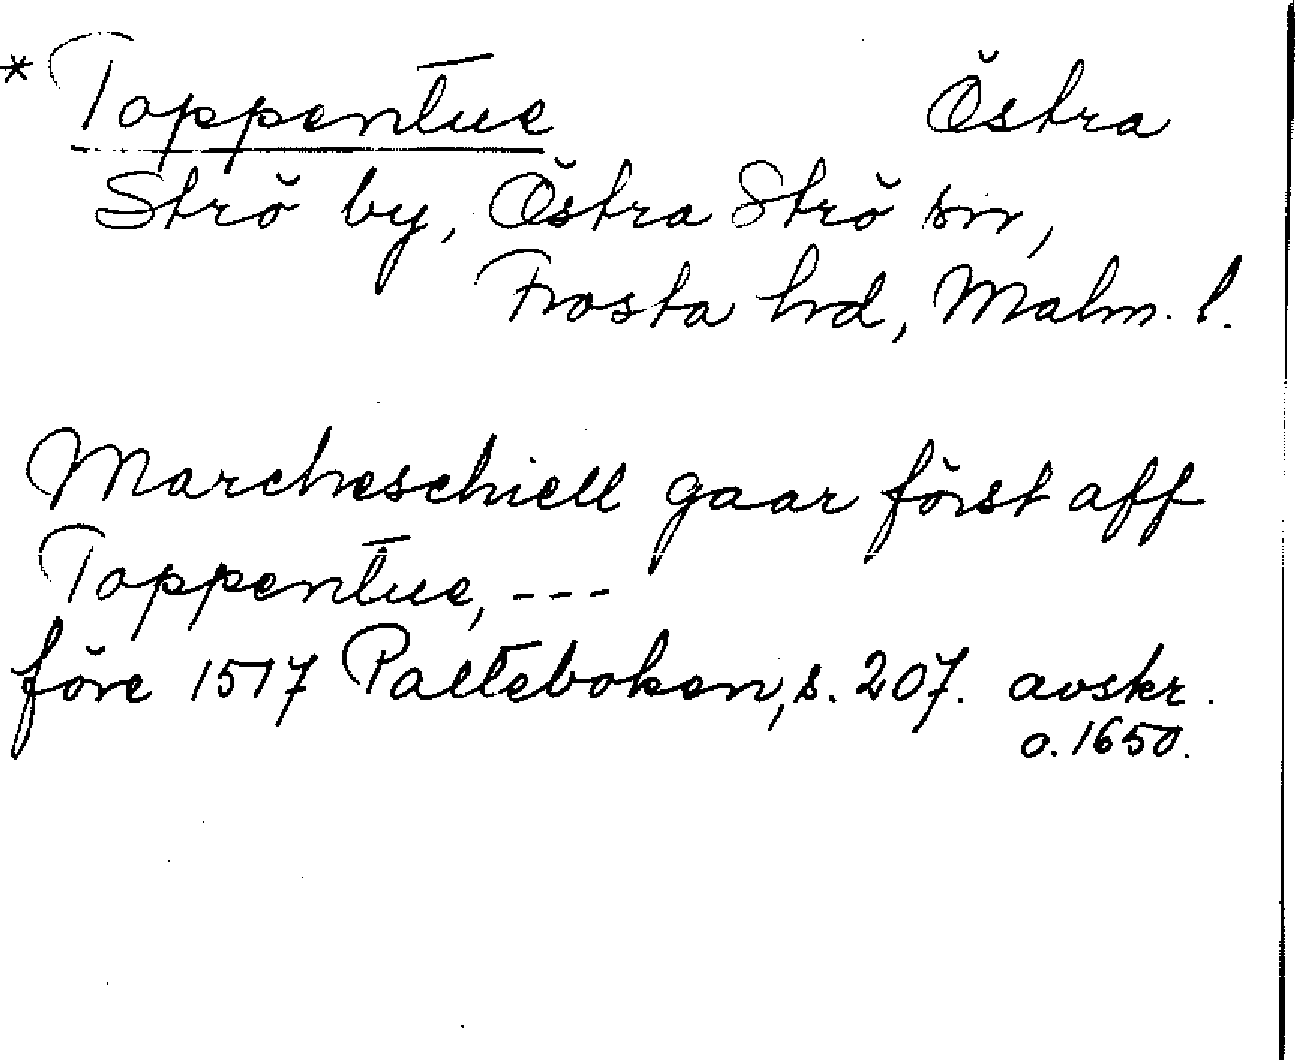 * Toppentue Östra
Strö by, Östra Strö sn,
Frosta hrd, Malm. l.
Marcheschiell gaar först aff
Toppentue, ---
före 1517 Palteboken, s. 207. avskr.
o. 1650.